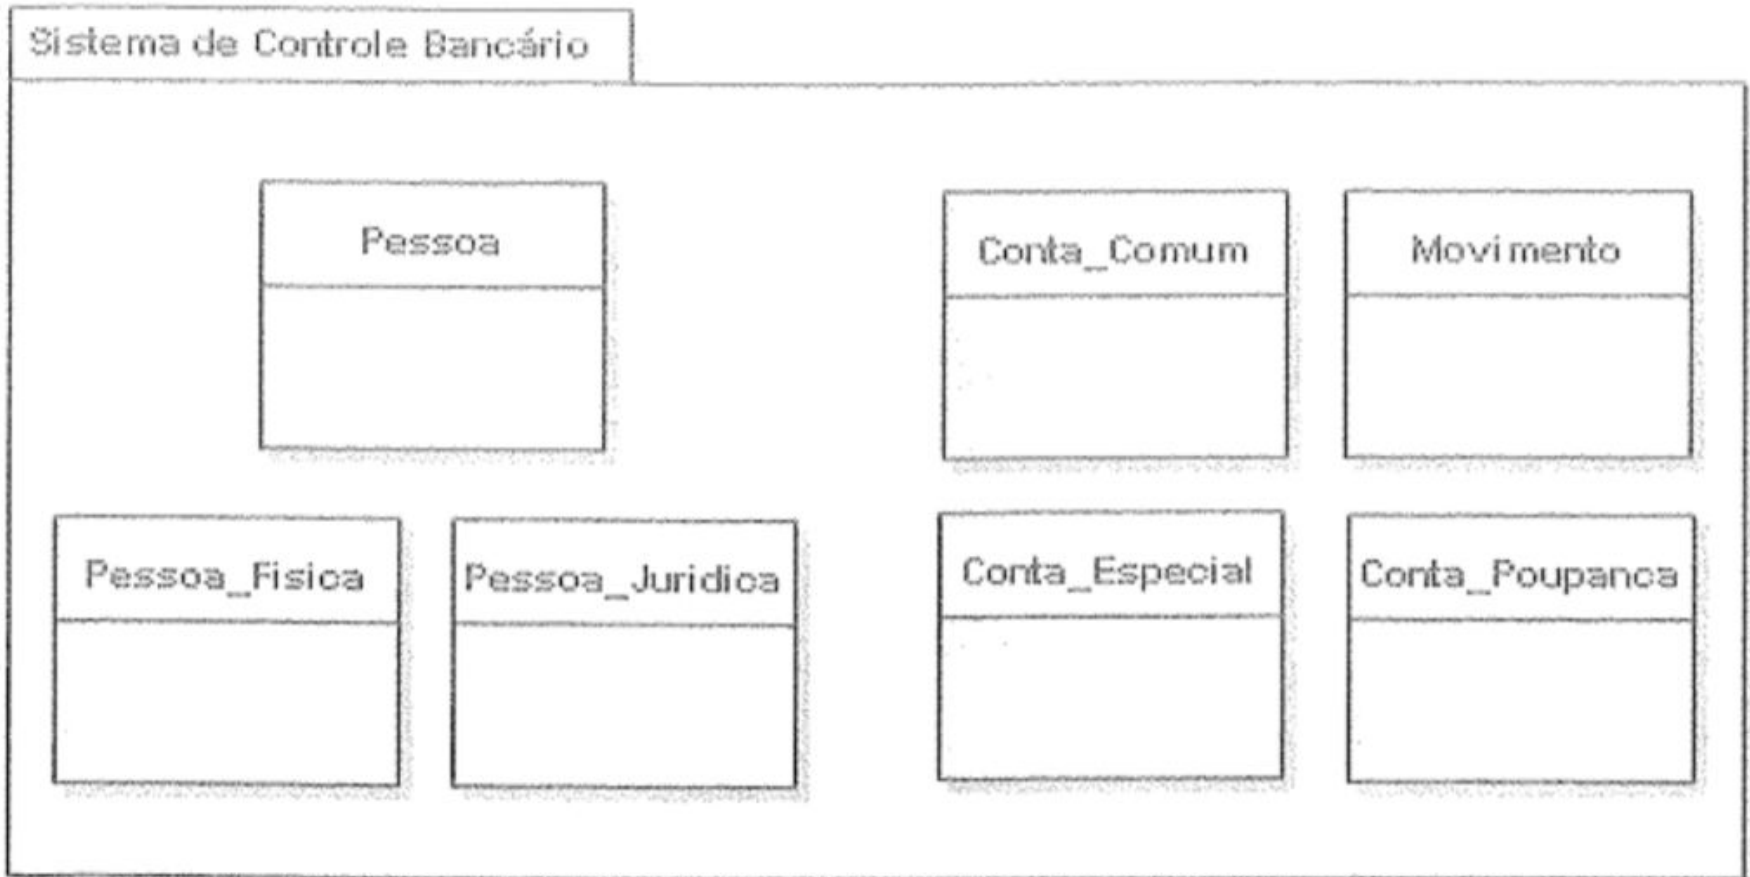 Sistema de Controle Bancário
Pessoa
Conta_Comum
Movimento
Pessoa_Fisica
Pessoa_Juridica
Conta_Especial
Conta_Poupanca